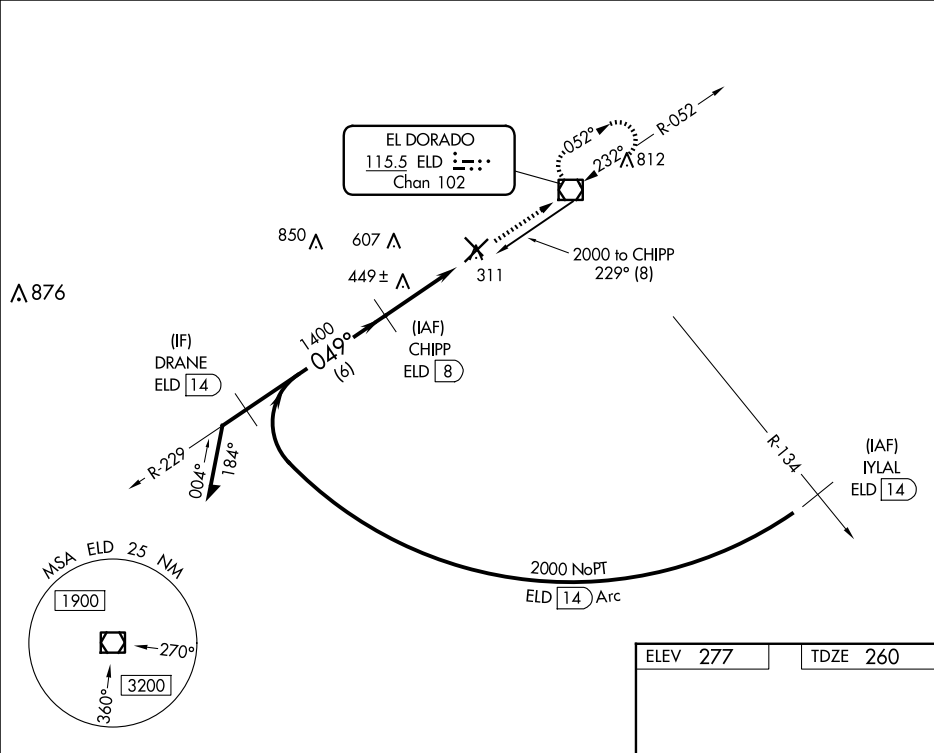 R-052
052°
232°
812
EL DORADO
115.5 ELD
Chan 102
850
607
449±
311
2000 to CHIPP
229° (8)
876
(IF)
DRANE
ELD 14
1400
049°
(6)
(IAF)
CHIPP
ELD 8
R-229
004°
184°
R-134
(IAF)
IYLAL
ELD 14
2000 NoPT
ELD 14 Arc
MSA ELD 25 NM
1900
270°
3200
360°
ELEV 277
TDZE 260